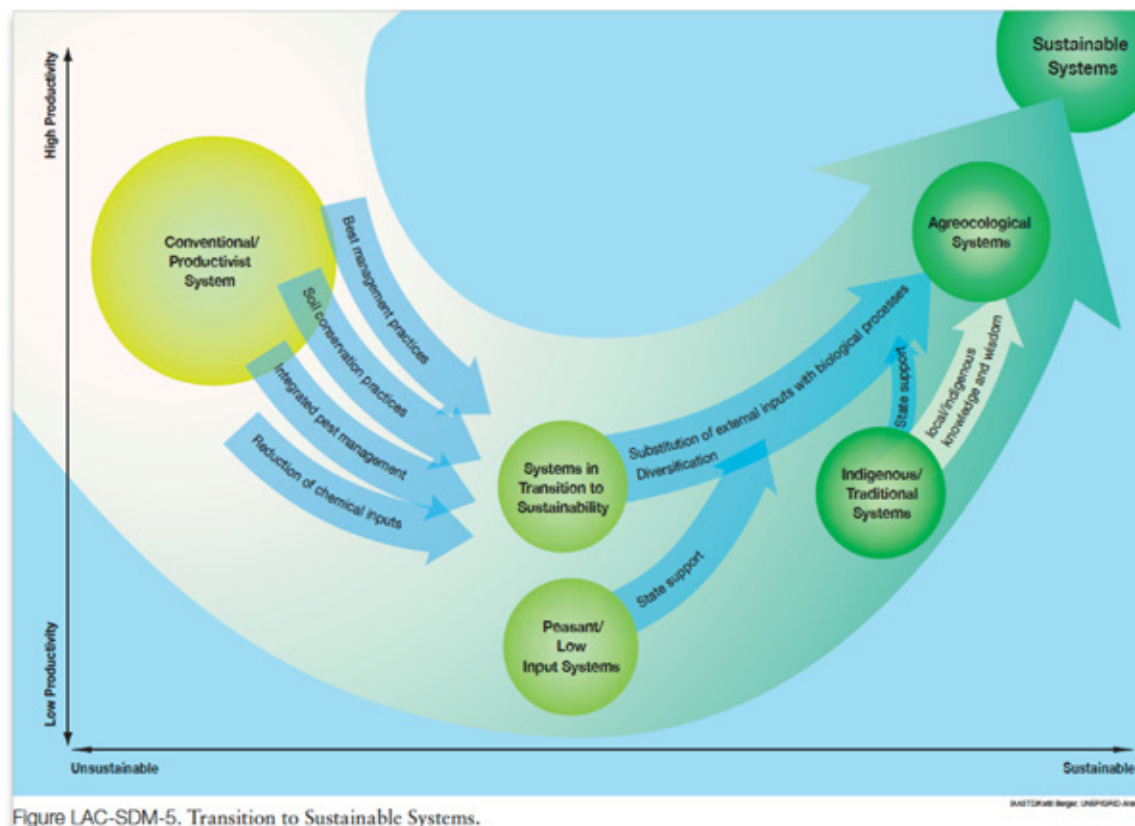 Sustainable
Systems
High Productivity
Conventional/
Productivist
System
Best management practices
Soil conservation practices
Integrated pest management
Reduction of chemical inputs
Agreocological
Systems
Substitution of external inputs with biological processes
Diversification
State support
local/indigenous
knowledge and wisdom
Systems in
Transition to
Sustainability
Indigenous/
Traditional
Systems
State support
Peasant/
Low
Input Systems
Low Productivity
Unsustainable
Sustainable
Figure LAC-SDM-5. Transition to Sustainable Systems.